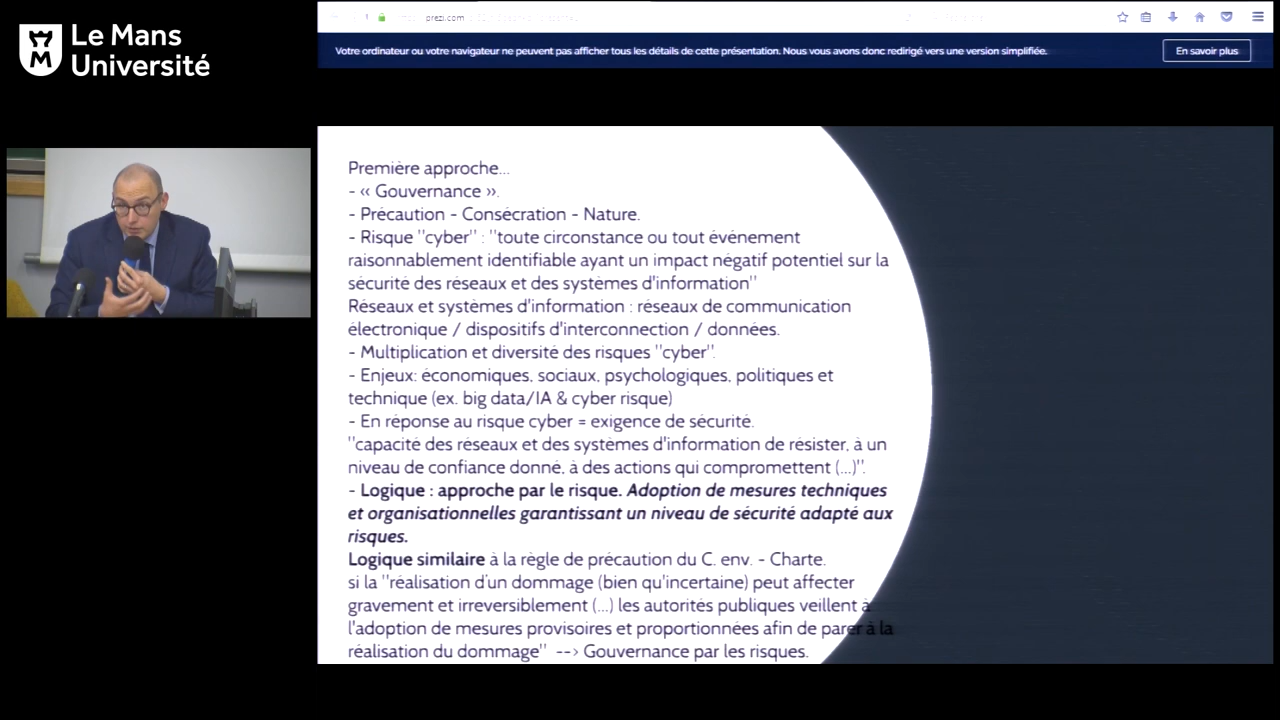 Le Mans
Université
prezi.com
Votre ordinateur ou votre navigateur ne peuvent pas afficher tous les détails de cette présentation. Nous vous avons donc redirigé vers une version simplifiée.
En savoir plus
Première approche...
- « Gouvernance ».
- Précaution - Consécration - Nature.
- Risque "cyber" : "toute circonstance ou tout événement
raisonnablement identifiable ayant un impact négatif potentiel sur la
sécurité des réseaux et des systèmes d'information"
Réseaux et systèmes d'information : réseaux de communication
électronique / dispositifs d'interconnection / données.
- Multiplication et diversité des risques "cyber".
- Enjeux: économiques, sociaux, psychologiques, politiques et
technique (ex. big data/IA & cyber risque)
- En réponse au risque cyber = exigence de sécurité.
"capacité des réseaux et des systèmes d'information de résister, à un
niveau de confiance donné, à des actions qui compromettent (...)".
- Logique : approche par le risque. Adoption de mesures techniques
et organisationnelles garantissant un niveau de sécurité adapté aux
risques.
Logique similaire à la règle de précaution du C. env. - Charte.
si la "réalisation d'un dommage (bien qu'incertaine) peut affecter
gravement et irreversiblement (...) les autorités publiques veillent à
l'adoption de mesures provisoires et proportionnées afin de parer à la
réalisation du dommage" --> Gouvernance par les risques.